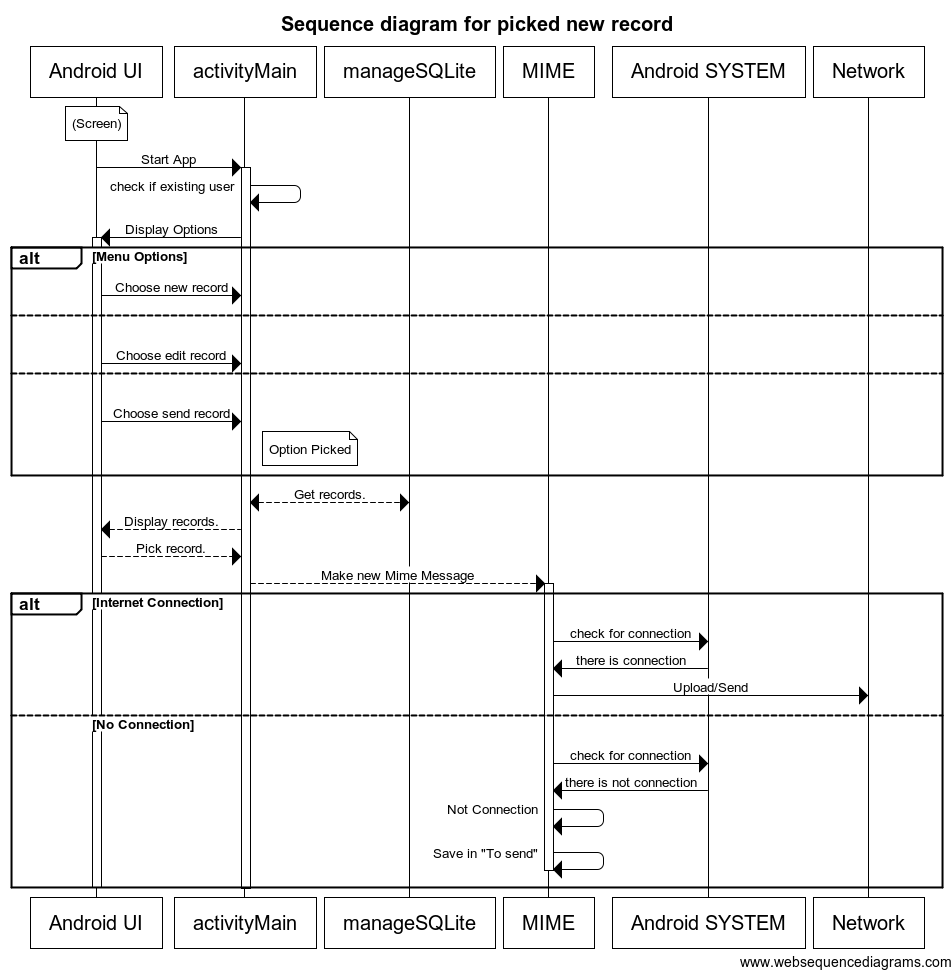 Sequence diagram for picked new record
Android UI
activityMain
manageSQLite
MIME
Android SYSTEM
Network
(Screen)
Start App
check if existing user
Display Options
alt
[Menu Options]
Choose new record
Choose edit record
Choose send record
Option Picked
Get records.
Display records.
Pick record.
Make new Mime Message
alt
[Internet Connection]
check for connection
there is connection
Upload/Send
[No Connection]
check for connection
there is not connection
Not Connection
Save in "To send"
Android UI
activityMain
manageSQLite
MIME
Android SYSTEM
Network
www.websequencediagrams.com